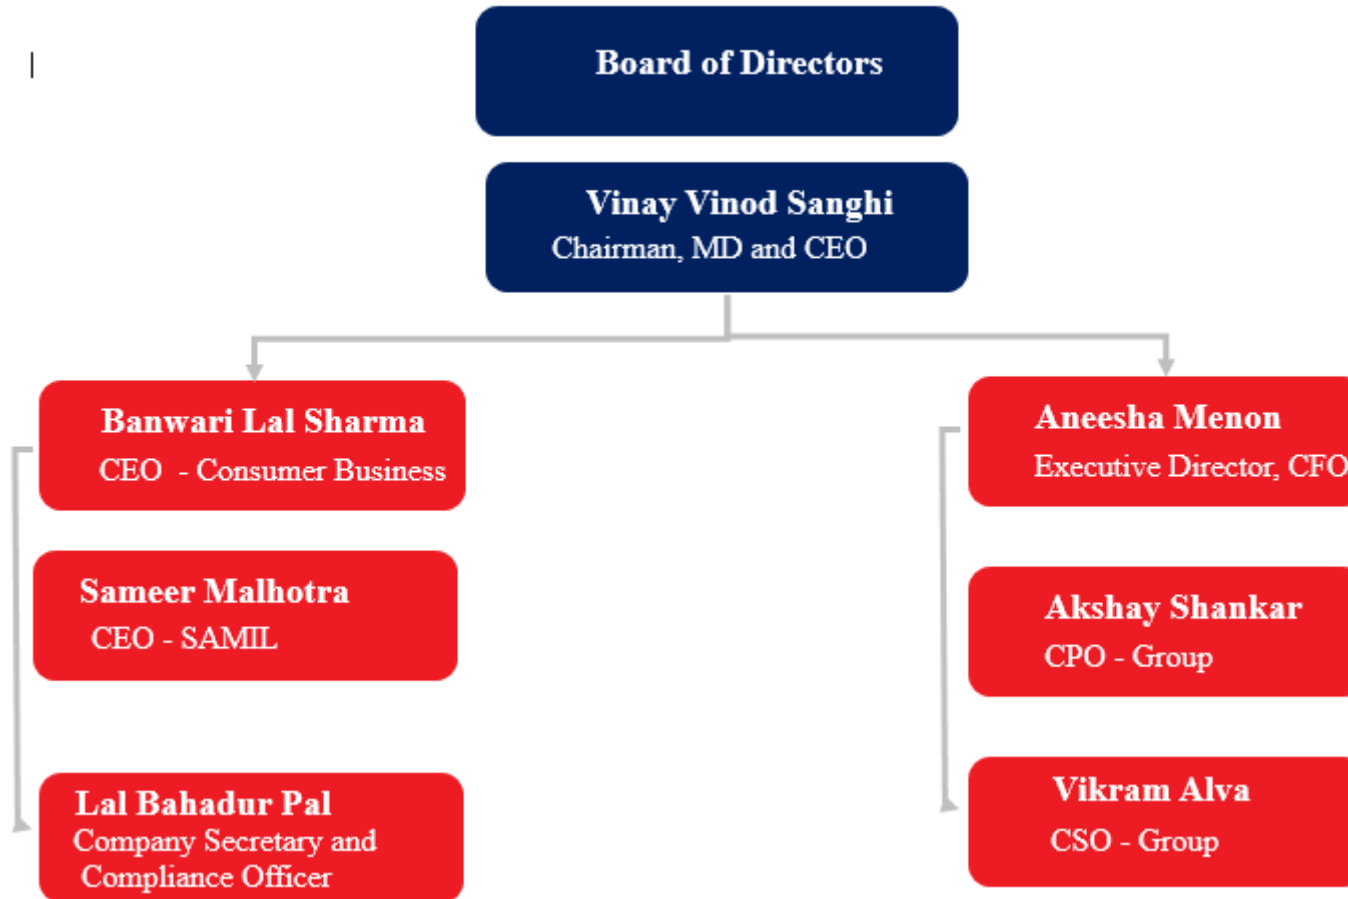 Board of Directors
Vinay Vinod Sanghi
Chairman, MD and CEO
Banwari Lal Sharma
CEO - Consumer Business
Aneesha Menon
Executive Director, CFO
Sameer Malhotra
CEO - SAMIL
Akshay Shankar
CPO - Group
Lal Bahadur Pal
Company Secretary and
Compliance Officer
Vikram Alva
CSO - Group